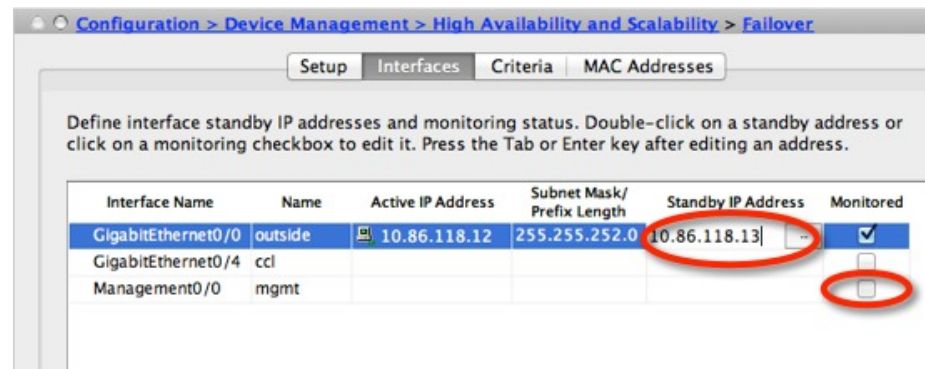 Configuration > Device Management > High Availability and Scalability > Failover
Setup Interfaces Criteria MAC Addresses
Define interface standby IP addresses and monitoring status. Double-click on a standby address or
click on a monitoring checkbox to edit it. Press the Tab or Enter key after editing an address.
Interface Name Name Active IP Address Subnet Mask/ Prefix Length Standby IP Address Monitored
GigabitEthernet0/0 outside 10.86.118.12 255.255.252.0 10.86.118.13 ...
GigabitEthernet0/4 ccl
Management0/0 mgmt